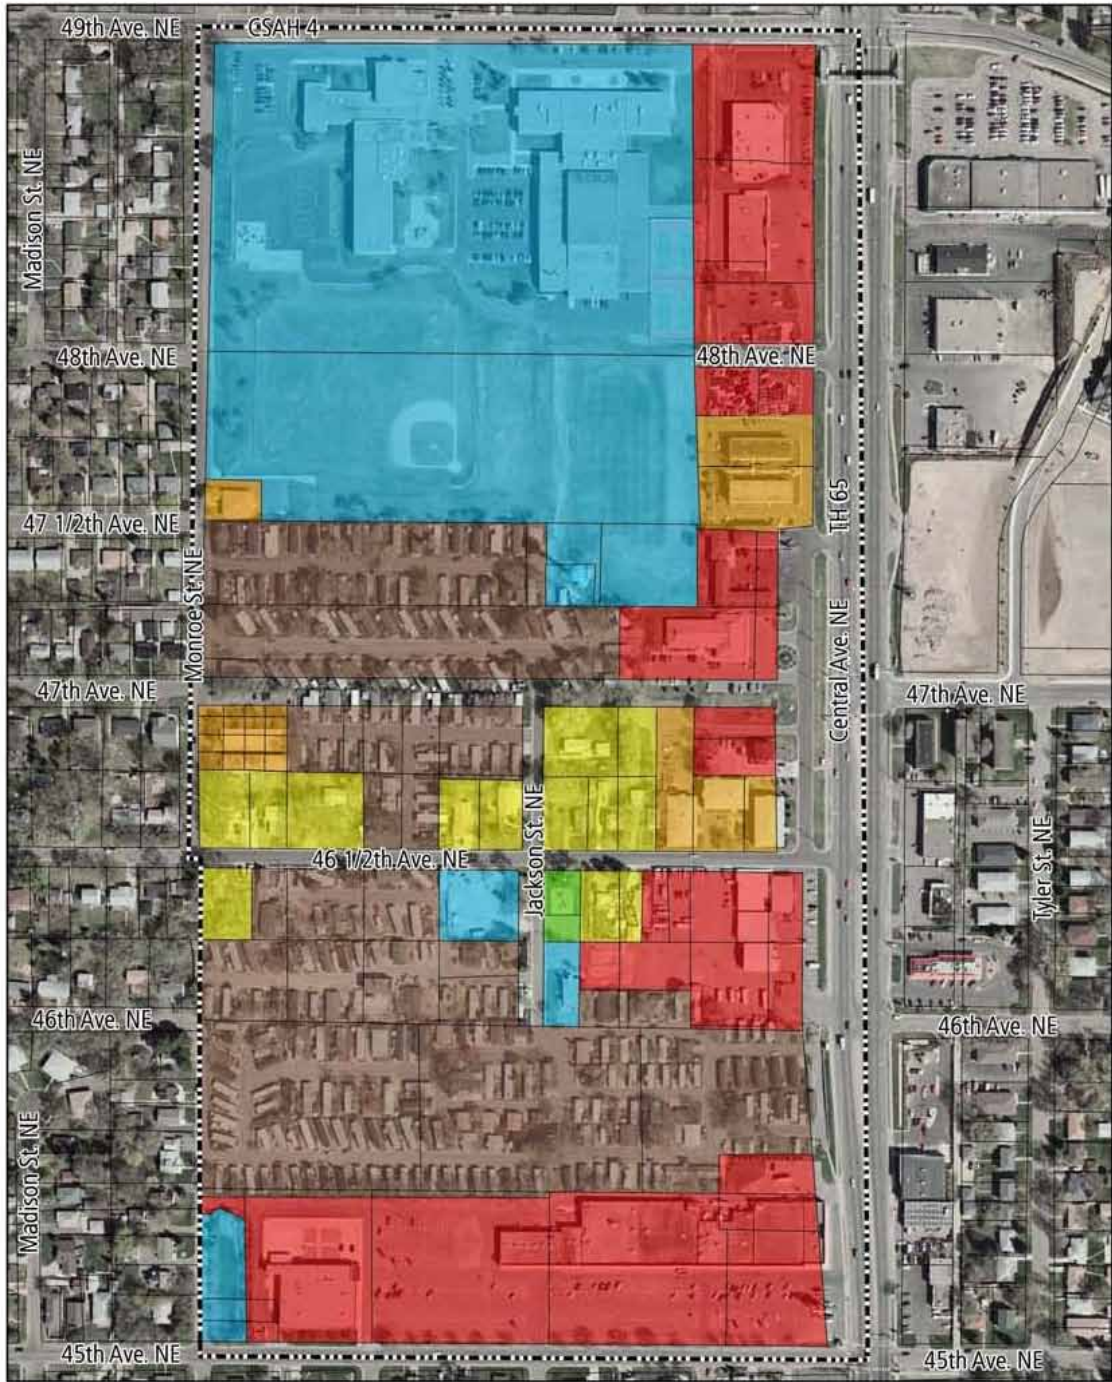 49th Ave. NE
CSAH 4
Madison St. NE
48th Ave. NE
48th Ave. NE
47 1/2th Ave. NE
TH 65
Monroe St. NE
Central Ave. NE
47th Ave. NE
47th Ave. NE
Jackson St. NE
46 1/2th Ave. NE
Tyler St. NE
46th Ave. NE
46th Ave. NE
Madison St. NE
45th Ave. NE
45th Ave. NE